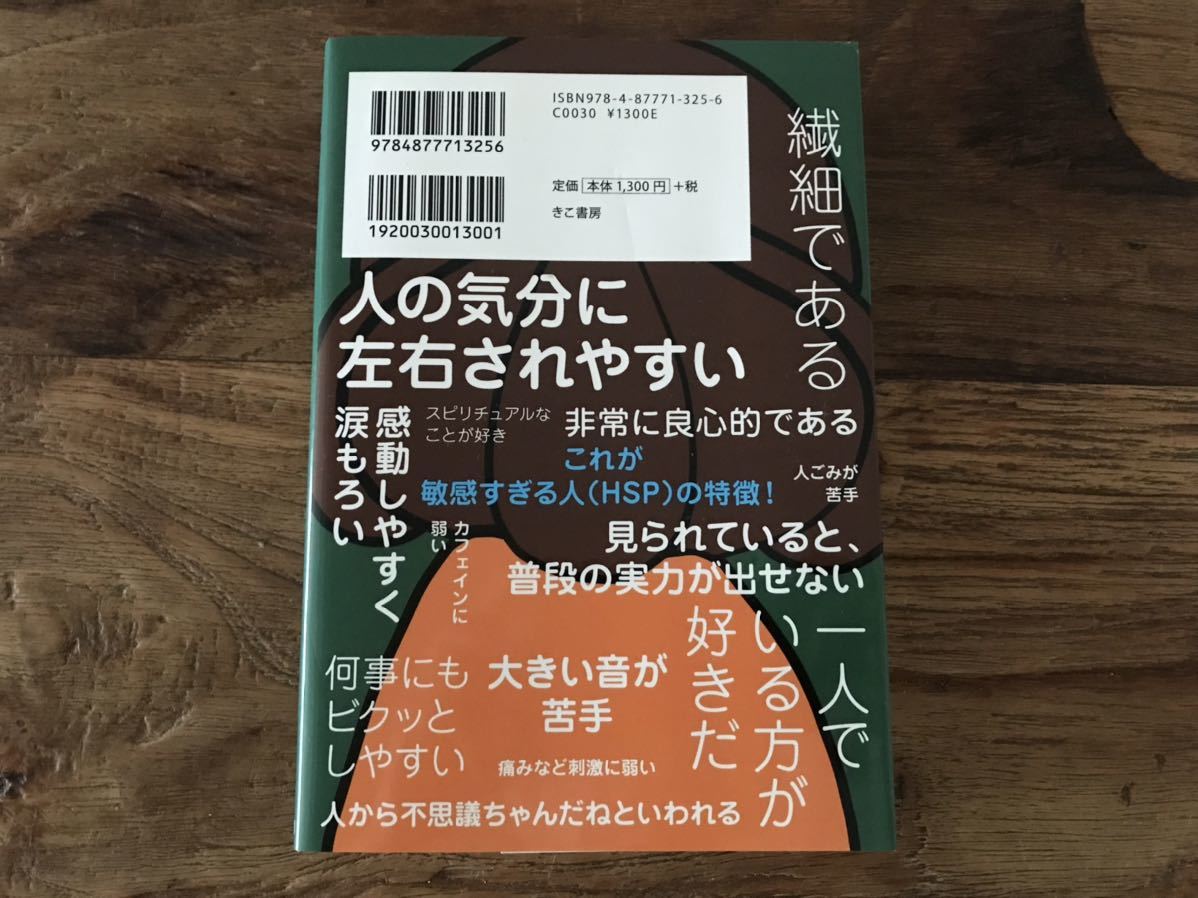 ISBN978-4-87771-325-6
C0030 ¥1300E
9784877713256
定価 本体 1,300 円 +税
きこ書房
1920030013001
繊細である
人の気分に
左右されやすい
感動しやすく
涙もろい
スピリチュアルな
ことが好き
非常に良心的である
これが
敏感すぎる人(HSP)の特徴!
人ごみが
苦手
カフェインに
弱い
見られていると、
普段の実力が出せない
一人で
いる方が
好きだ
何事にも
ビクッと
しやすい
大きい音が
苦手
痛みなど刺激に弱い
人から不思議ちゃんだねといわれる